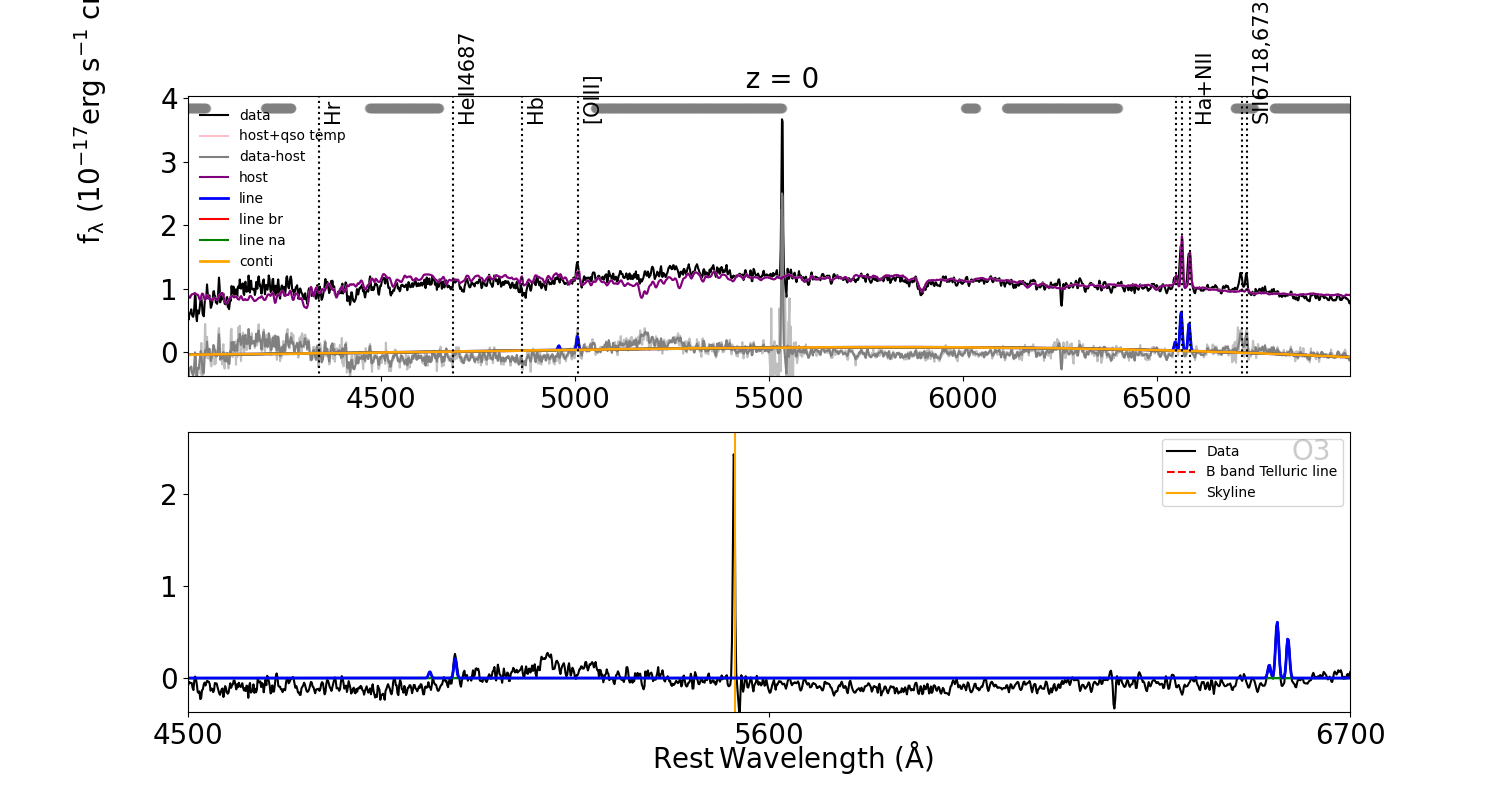 z = 0
f_λ (10^−17 erg s^−1
4
3
2
1
0
Hr
HeII4687
Hb
[OIII]
Ha+NII
SII6718,673
data
host+qso temp
data-host
host
line
line br
line na
conti
4500 5000 5500 6000 6500
O3
Data
B band Telluric line
Skyline
2
1
0
4500 5600 6700
Rest Wavelength (Å)